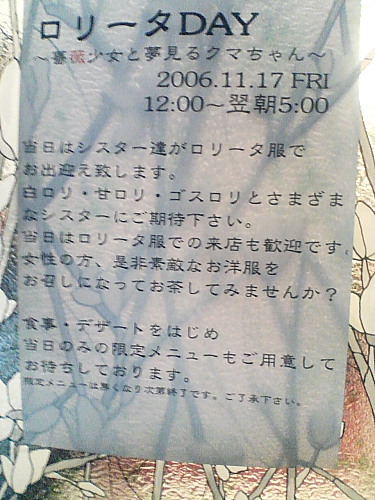 ロリータDAY
～薔薇少女と夢見るクマちゃん～
2006.11.17 FRI
12:00～翌朝5:00
当日はシスター達がロリータ服で
お出迎え致します。
白ロリ・甘ロリ・ゴスロリとさまざま
なシスターにご期待下さい。
当日はロリータ服での来店も歓迎です。
女性の方、是非素敵なお洋服を
お召しになってお茶してみませんか？
食事・デザートをはじめ
当日のみの限定メニューもご用意して
お待ちしております。
限定メニューは無くなり次第終了です。ご了承下さい。